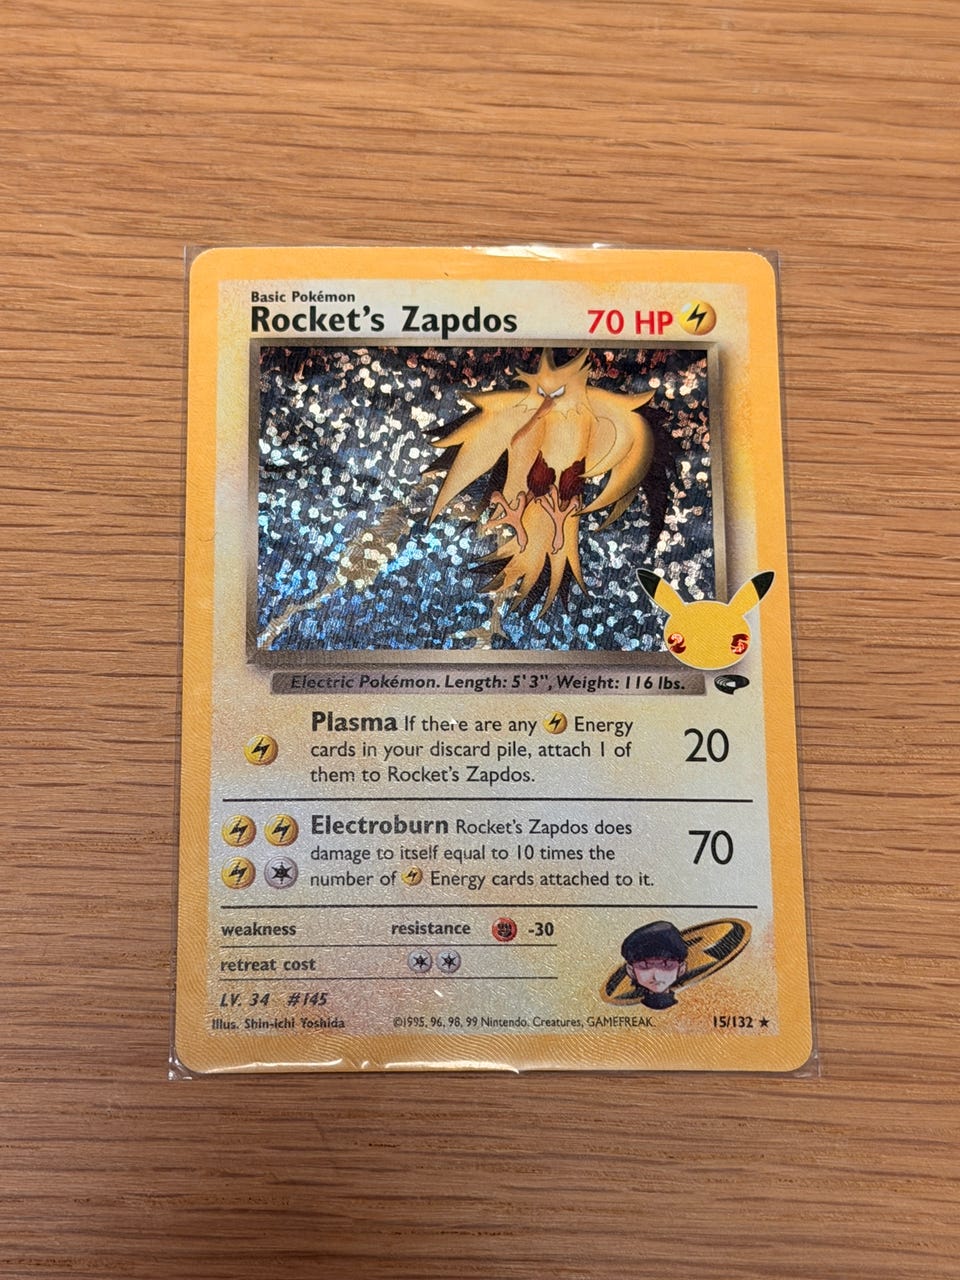 Basic Pokémon
Rocket's Zapdos 70 HP
25
Electric Pokémon. Length: 5' 3", Weight: 116 lbs.
Plasma If there are any Energy
cards in your discard pile, attach 1 of
them to Rocket's Zapdos.
20
Electroburn Rocket's Zapdos does
damage to itself equal to 10 times the
number of Energy cards attached to it.
70
weakness resistance -30
retreat cost
LV. 34 #145
Illus. Shin-ichi Yoshida ©1995, 96, 98, 99 Nintendo, Creatures, GAMEFREAK. 15/132 ★